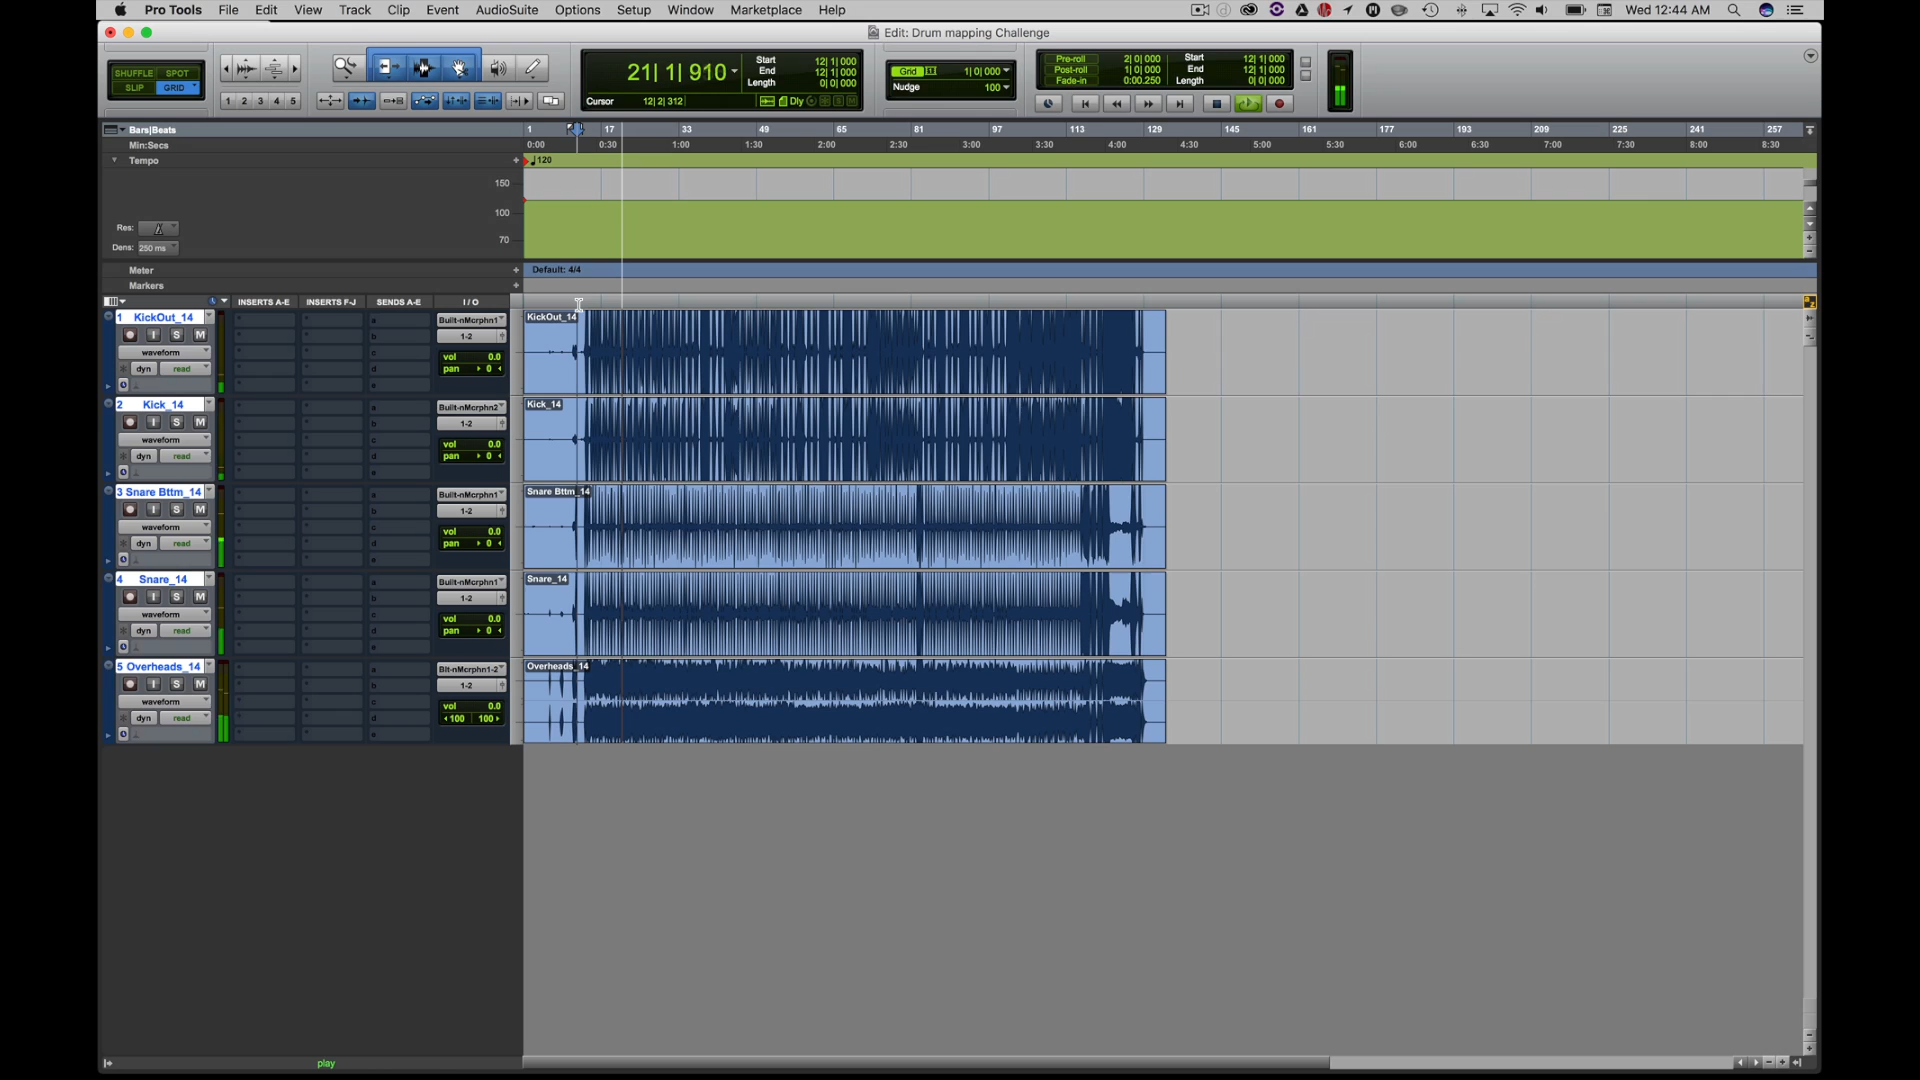 Pro Tools File Edit View Track Clip Event AudioSuite Options Setup Window Marketplace Help Wed 12:44 AM
Edit: Drum mapping Challenge
SHUFFLE SPOT
SLIP GRID
1 2 3 4 5
21| 1| 910
Start 12| 1| 000
End 12| 1| 000
Length 0| 0| 000
Cursor 12| 2| 312 Dly
Grid 1| 0| 000
Nudge 100
Pre-roll 2| 0| 000 Start 12| 1| 000
Post-roll 1| 0| 000 End 12| 1| 000
Fade-in 0:00.250 Length 0| 0| 000
Bars|Beats 1 17 33 49 65 81 97 113 129 145 161 177 193 209 225 241 257
Min:Secs 0:00 0:30 1:00 1:30 2:00 2:30 3:00 3:30 4:00 4:30 5:00 5:30 6:00 6:30 7:00 7:30 8:00 8:30
Tempo 120
150
100
70
Res:
Dens: 250 ms
Meter Default: 4/4
Markers
INSERTS A-E INSERTS F-J SENDS A-E I / O
1 KickOut_14 a Built-nMcrphn1 KickOut_14
I S M b 1-2
waveform c vol 0.0
dyn read d pan 0
e
2 Kick_14 a Built-nMcrphn2 Kick_14
I S M b 1-2
waveform c vol 0.0
dyn read d pan 0
e
3 Snare Bttm_14 a Built-nMcrphn1 Snare Bttm_14
I S M b 1-2
waveform c vol 0.0
dyn read d pan 0
e
4 Snare_14 a Built-nMcrphn1 Snare_14
I S M b 1-2
waveform c vol 0.0
dyn read d pan 0
e
5 Overheads_14 a Blt-nMcrphn1-2 Overheads_14
I S M b 1-2
waveform c vol 0.0
dyn read d 100 100
e
play